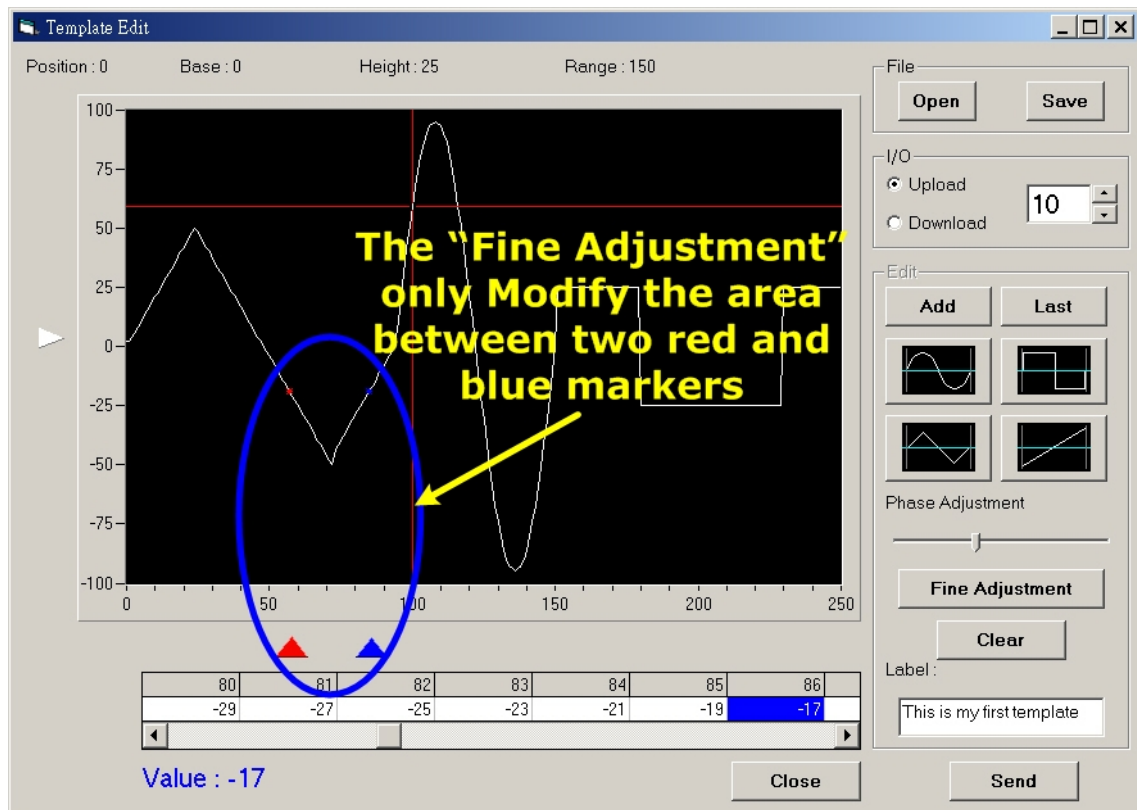 Template Edit
Position : 0 Base : 0 Height : 25 Range : 150
100
75
50
25
0
-25
-50
-75
-100
0 50 100 150 200 250
The “Fine Adjustment”
only Modify the area
between two red and
blue markers
80 81 82 83 84 85 86
-29 -27 -25 -23 -21 -19 -17
Value : -17
Close
File
Open Save
I/O
Upload
Download
10
Edit
Add Last
Phase Adjustment
Fine Adjustment
Clear
Label :
This is my first template
Send